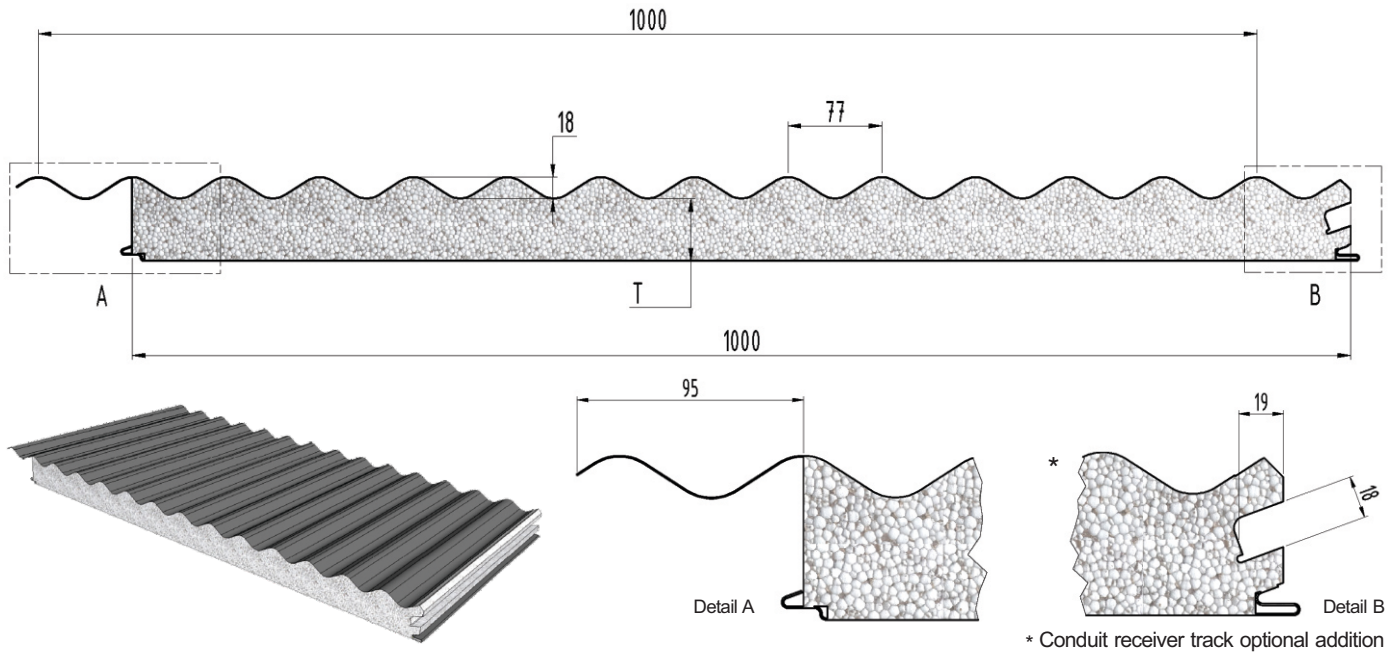 1000
18
77
A
T
B
1000
95
19
*
18
Detail A
Detail B
* Conduit receiver track optional addition